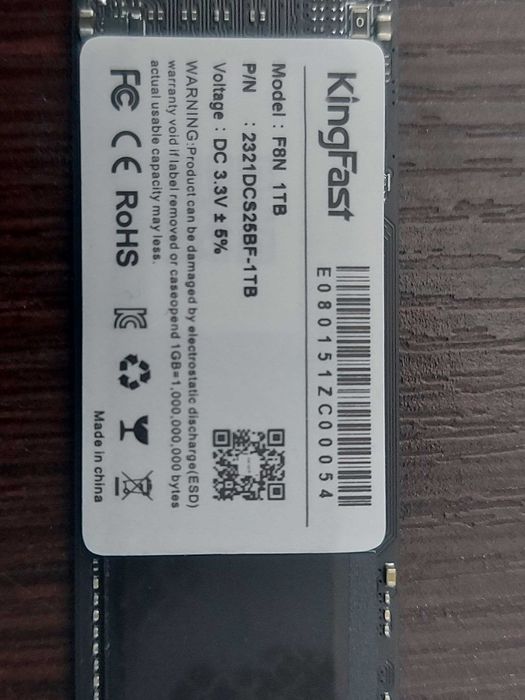 KingFast
E080151ZC00054
Model : F8N 1TB
P/N : 2321DCS25BF-1TB
Voltage : DC 3.3V ± 5%
WARNING:Product can be damaged by electrostatic discharge(ESD)
warranty void if label removed or caseopend 1GB=1,000,000,000 bytes
actual usable capacity may less.
FC CE RoHS
Made in china